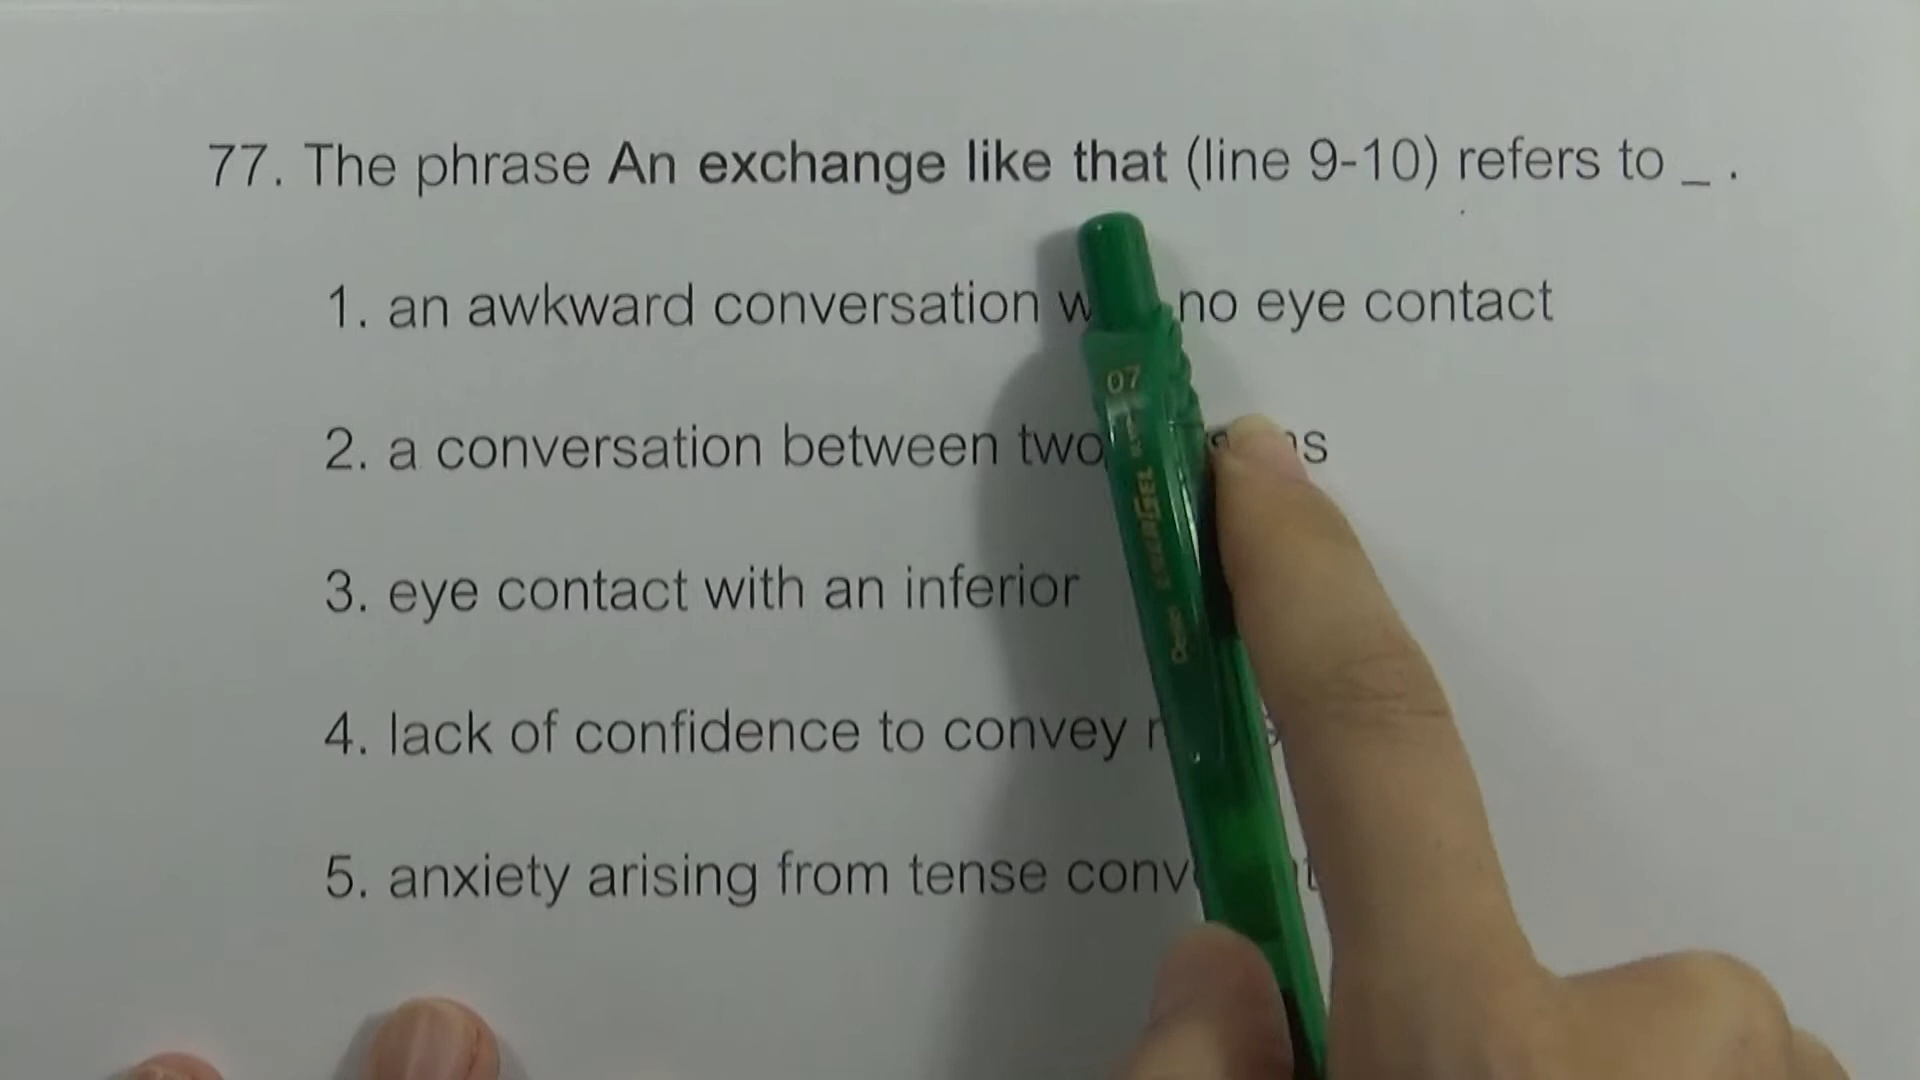 77. The phrase An exchange like that (line 9-10) refers to _ .
1. an awkward conversation no eye contact
2. a conversation between two
3. eye contact with an inferior
4. lack of confidence to convey
5. anxiety arising from tense
07
Pentel ENERGEL